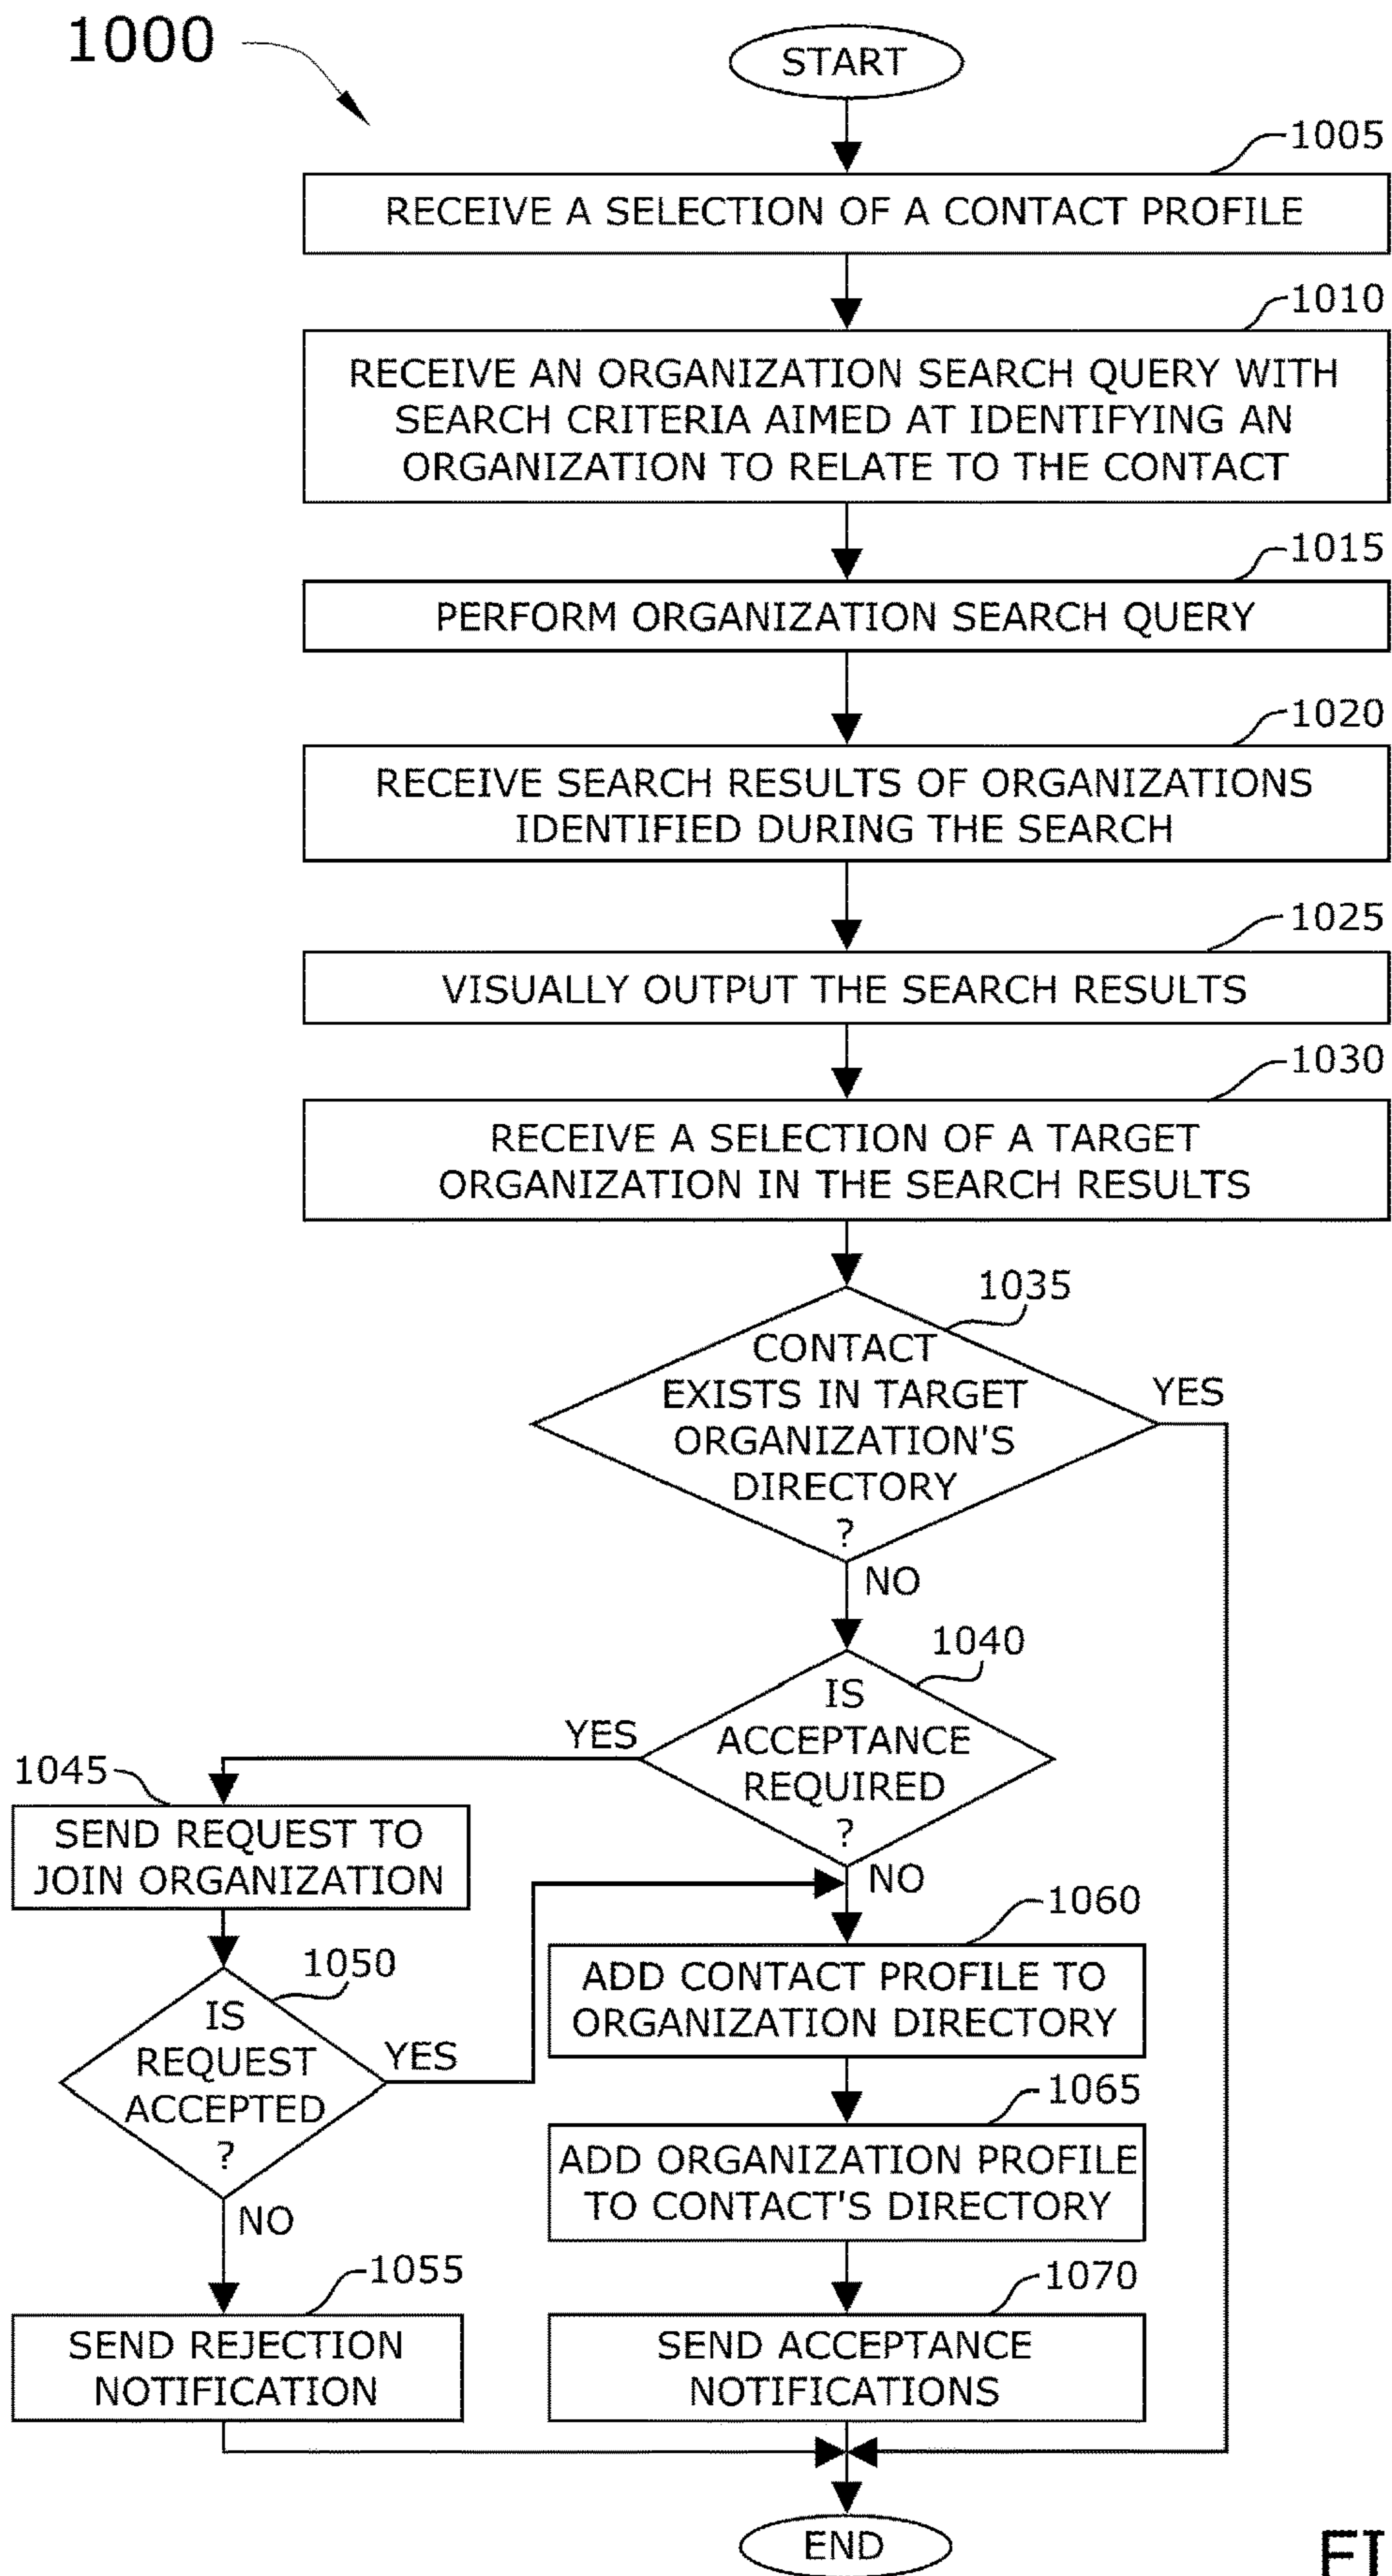 1000
START
1005
RECEIVE A SELECTION OF A CONTACT PROFILE
1010
RECEIVE AN ORGANIZATION SEARCH QUERY WITH
SEARCH CRITERIA AIMED AT IDENTIFYING AN
ORGANIZATION TO RELATE TO THE CONTACT
1015
PERFORM ORGANIZATION SEARCH QUERY
1020
RECEIVE SEARCH RESULTS OF ORGANIZATIONS
IDENTIFIED DURING THE SEARCH
1025
VISUALLY OUTPUT THE SEARCH RESULTS
1030
RECEIVE A SELECTION OF A TARGET
ORGANIZATION IN THE SEARCH RESULTS
1035
CONTACT
EXISTS IN TARGET
ORGANIZATION'S
DIRECTORY
?
YES
NO
1040
IS
ACCEPTANCE
REQUIRED
?
YES
NO
1045
SEND REQUEST TO
JOIN ORGANIZATION
1050
IS
REQUEST
ACCEPTED
?
YES
NO
1055
SEND REJECTION
NOTIFICATION
1060
ADD CONTACT PROFILE TO
ORGANIZATION DIRECTORY
1065
ADD ORGANIZATION PROFILE
TO CONTACT'S DIRECTORY
1070
SEND ACCEPTANCE
NOTIFICATIONS
END